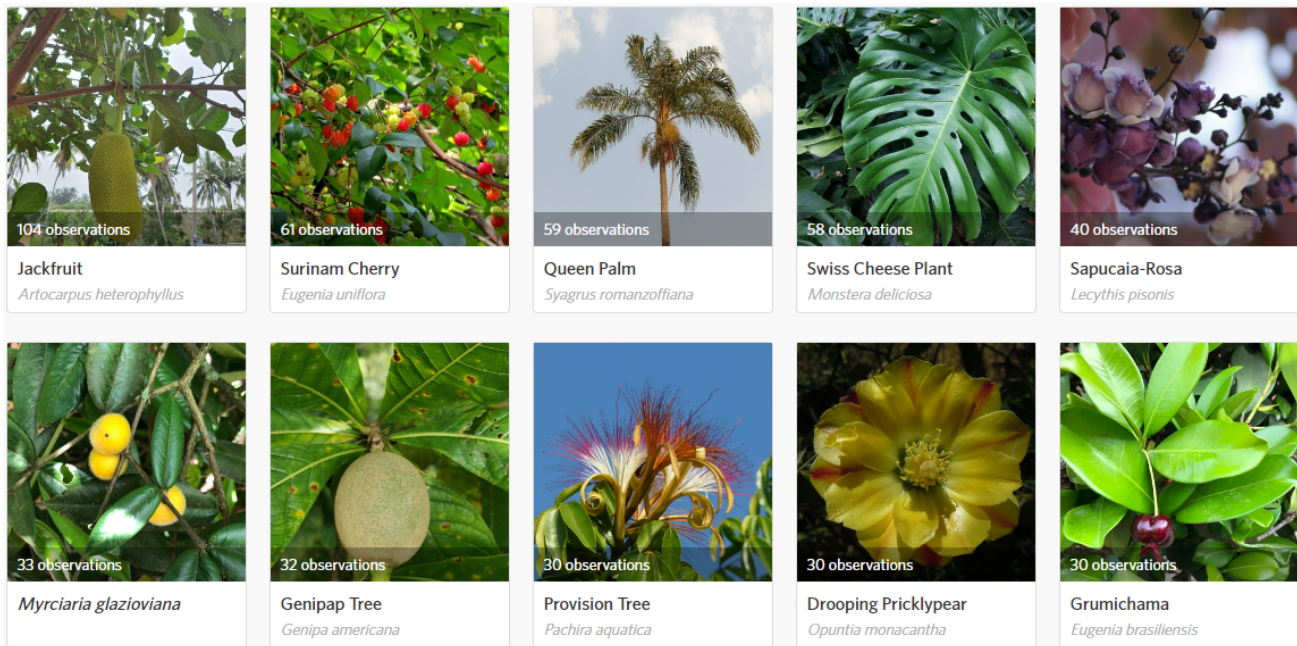 104 observations
61 observations
59 observations
58 observations
40 observations
Jackfruit
Surinam Cherry
Queen Palm
Swiss Cheese Plant
Sapucaia-Rosa
Artocarpus heterophyllus
Eugenia uniflora
Syagrus romanzoffiana
Monstera deliciosa
Lecythis pisonis
33 observations
32 observations
30 observations
30 observations
30 observations
Myrciaria glazioviana
Genipap Tree
Provision Tree
Drooping Pricklypear
Grumichama
Genipa americana
Pachira aquatica
Opuntia monacantha
Eugenia brasiliensis